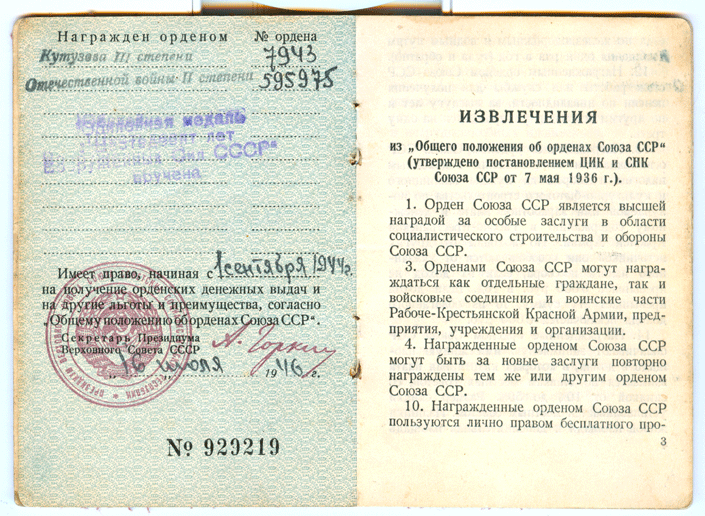 Награжден орденом № ордена
Кутузова III степени 7943
Отечественной войны II степени 595975
Юбилейная медаль
лет
Вооруженных Сил СССР"
вручена
Имеет право, начиная с 1 сентября 1944г.
на получение орденских денежных выдач и
на другие льготы и преимущества, согласно
„Общему положению об орденах Союза ССР“.
Секретарь Президиума
Верховного Совета СССР А. Горкин
16 июля 1946 г.
№ 929219
ИЗВЛЕЧЕНИЯ
из „Общего положения об орденах Союза ССР“
(утверждено постановлением ЦИК и СНК
Союза ССР от 7 мая 1936 г.).
1. Орден Союза ССР является высшей
наградой за особые заслуги в области
социалистического строительства и обороны
Союза ССР.
3. Орденами Союза ССР могут награ-
ждаться как отдельные граждане, так и
войсковые соединения и воинские части
Рабоче-Крестьянской Красной Армии, пред-
приятия, учреждения и организации.
4. Награжденные орденом Союза ССР
могут быть за новые заслуги повторно
награждены тем же или другим орденом
Союза ССР.
10. Награжденные орденом Союза ССР
пользуются лично правом бесплатного про-
3